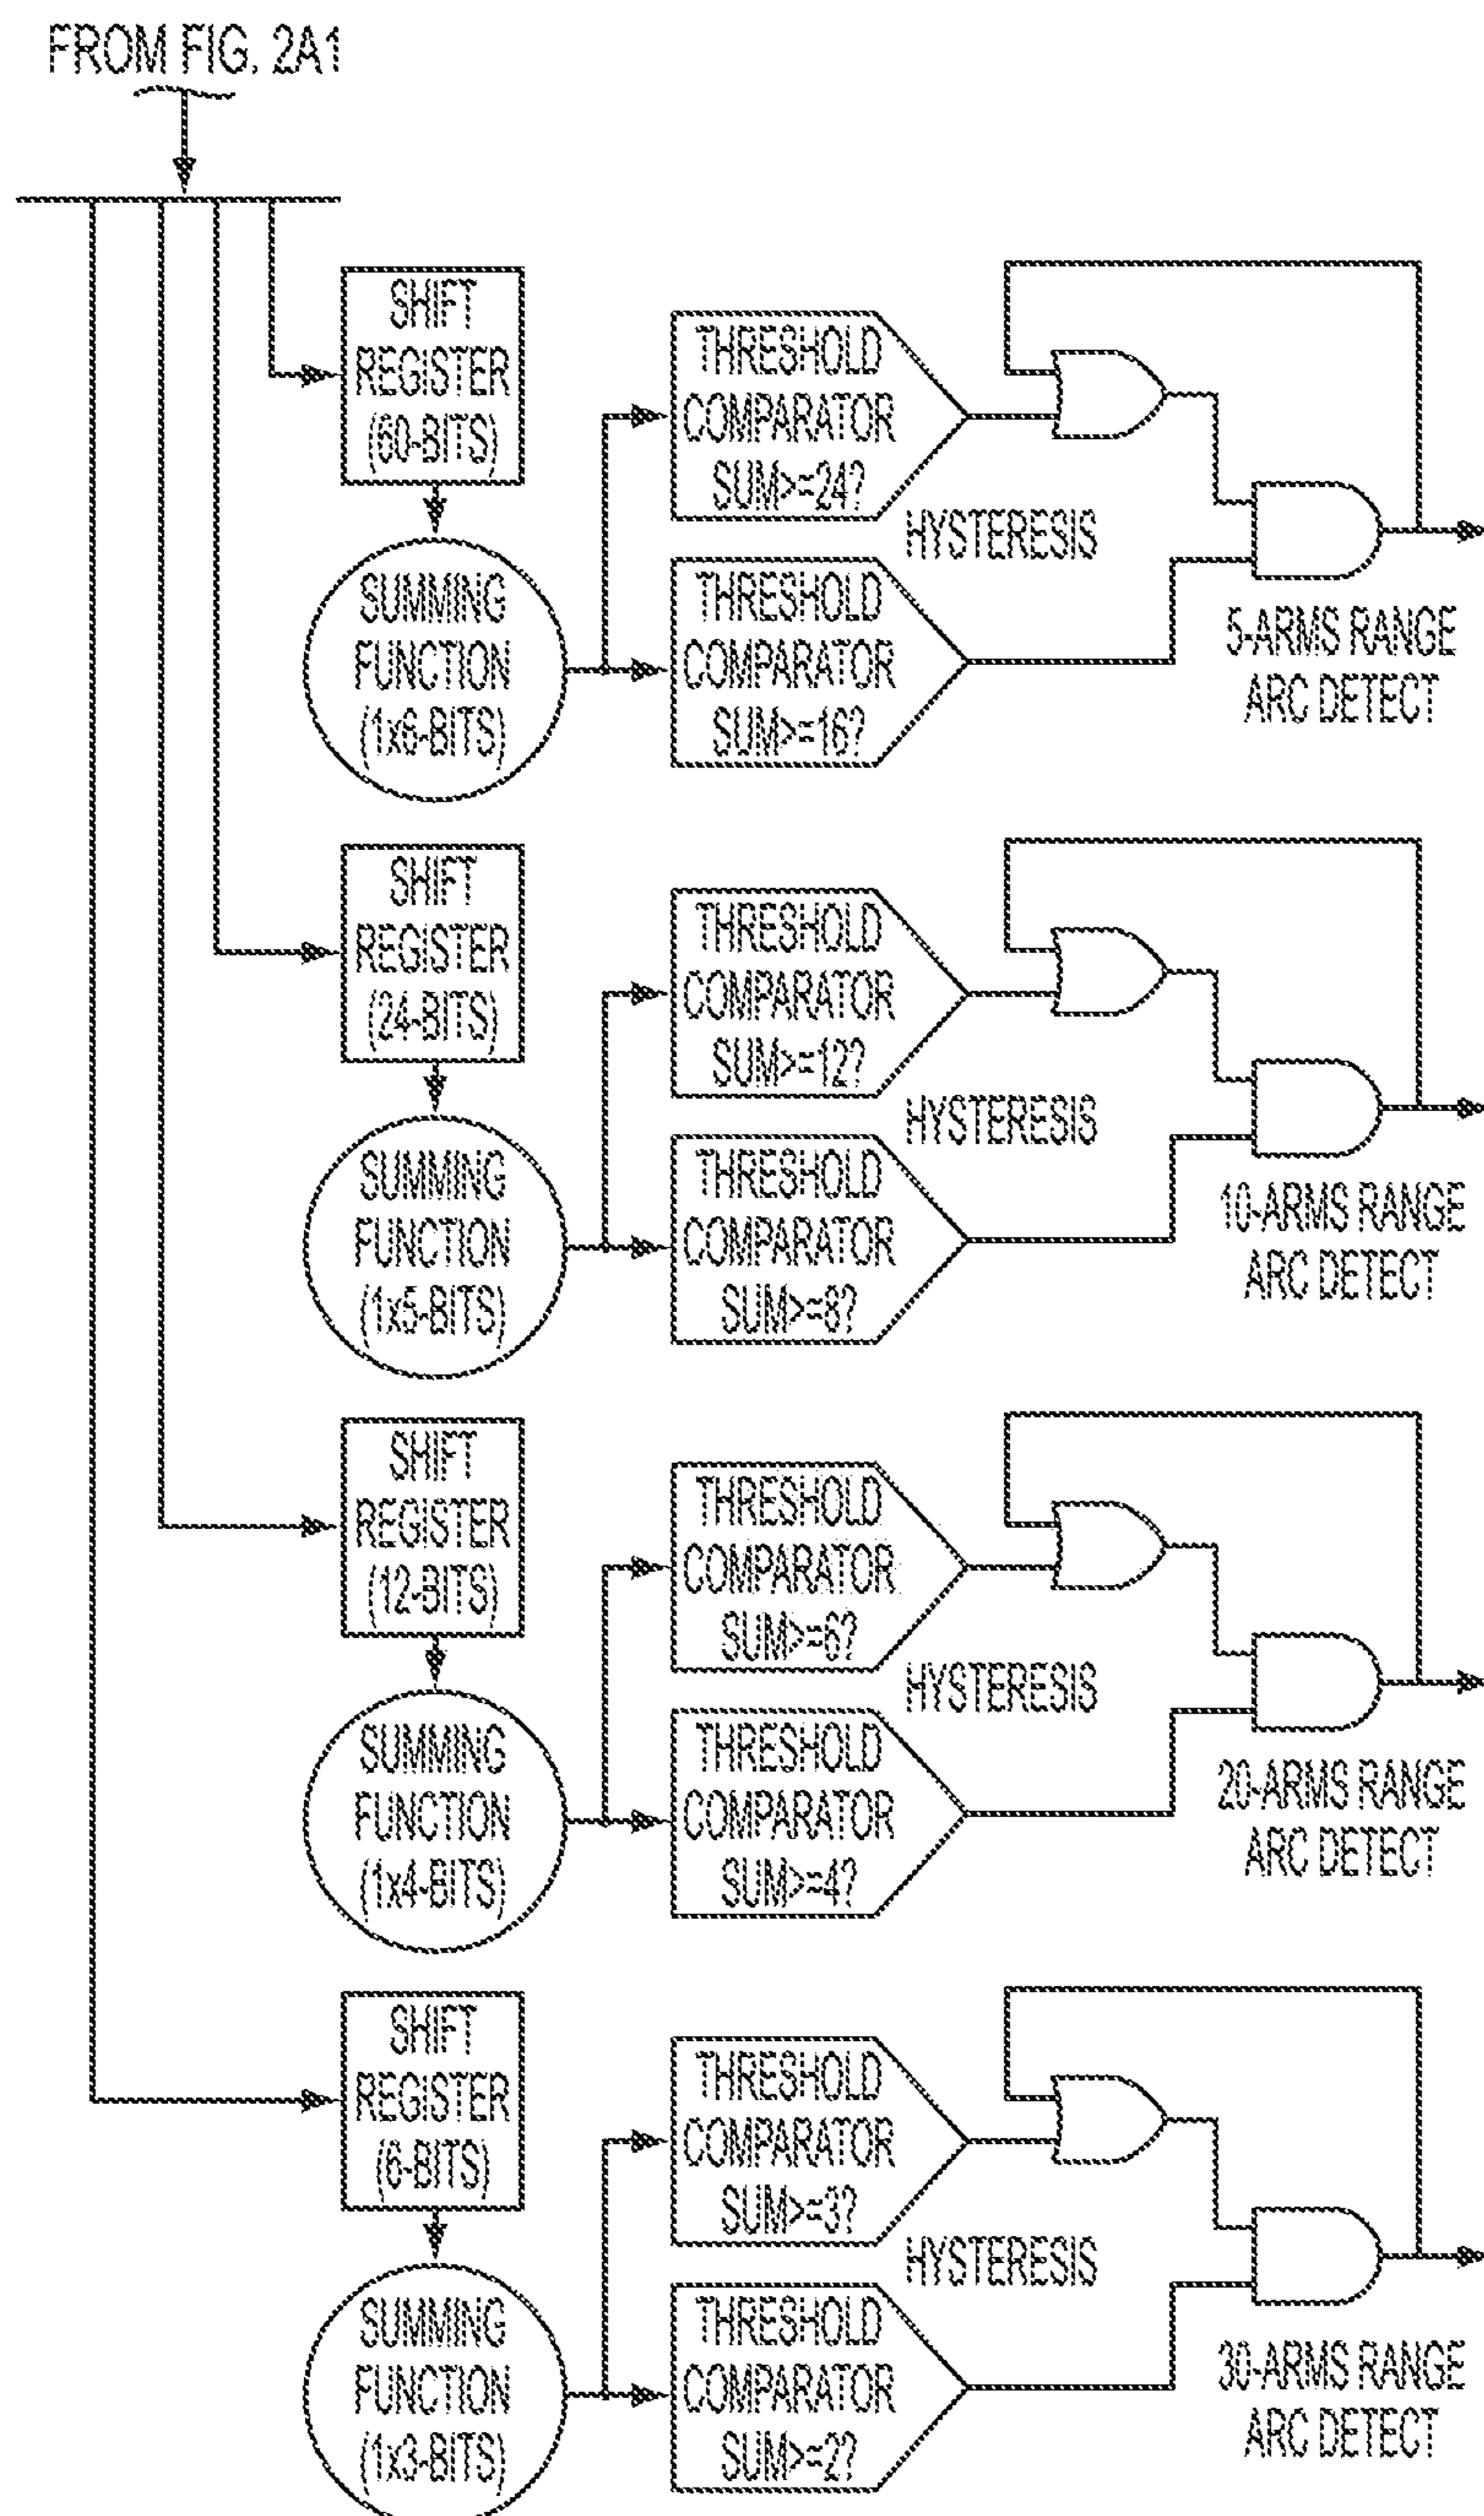 FROM FIG. 2A1
SHIFT
REGISTER
(60-BITS)
SUMMING
FUNCTION
(1x6-BITS)
THRESHOLD
COMPARATOR
SUM>=24?
HYSTERESIS
THRESHOLD
COMPARATOR
SUM>=16?
5-ARMS RANGE
ARC DETECT
SHIFT
REGISTER
(24-BITS)
SUMMING
FUNCTION
(1x5-BITS)
THRESHOLD
COMPARATOR
SUM>=12?
HYSTERESIS
THRESHOLD
COMPARATOR
SUM>=8?
10-ARMS RANGE
ARC DETECT
SHIFT
REGISTER
(12-BITS)
SUMMING
FUNCTION
(1x4-BITS)
THRESHOLD
COMPARATOR
SUM>=6?
HYSTERESIS
THRESHOLD
COMPARATOR
SUM>=4?
20-ARMS RANGE
ARC DETECT
SHIFT
REGISTER
(6-BITS)
SUMMING
FUNCTION
(1x3-BITS)
THRESHOLD
COMPARATOR
SUM>=3?
HYSTERESIS
THRESHOLD
COMPARATOR
SUM>=2?
30-ARMS RANGE
ARC DETECT